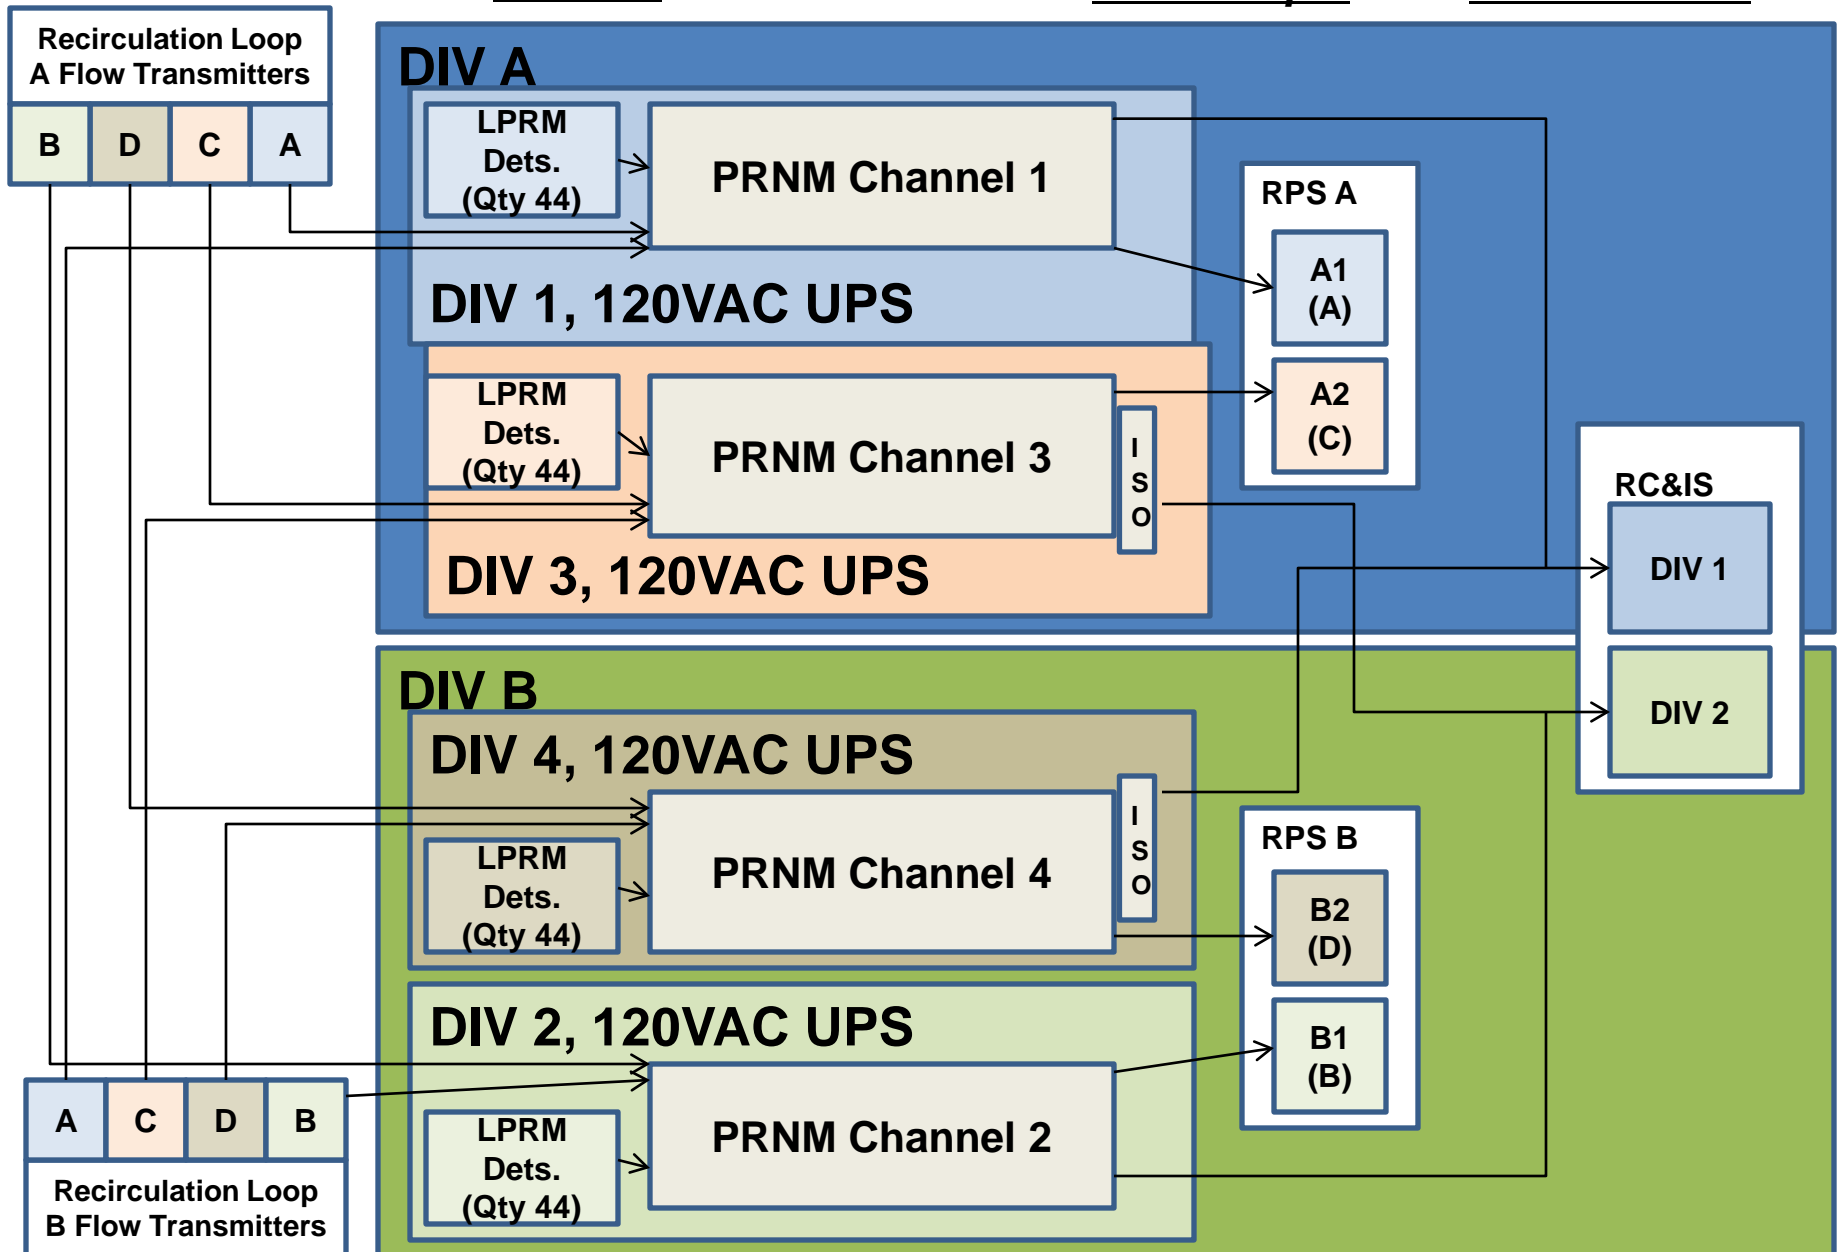 Recirculation Loop
A Flow Transmitters
B D C A
DIV A
LPRM
Dets.
(Qty 44)
PRNM Channel 1
DIV 1, 120VAC UPS
RPS A
A1
(A)
A2
(C)
LPRM
Dets.
(Qty 44)
PRNM Channel 3
I
S
O
DIV 3, 120VAC UPS
RC&IS
DIV 1
DIV 2
DIV B
DIV 4, 120VAC UPS
LPRM
Dets.
(Qty 44)
PRNM Channel 4
I
S
O
RPS B
B2
(D)
B1
(B)
DIV 2, 120VAC UPS
LPRM
Dets.
(Qty 44)
PRNM Channel 2
A C D B
Recirculation Loop
B Flow Transmitters